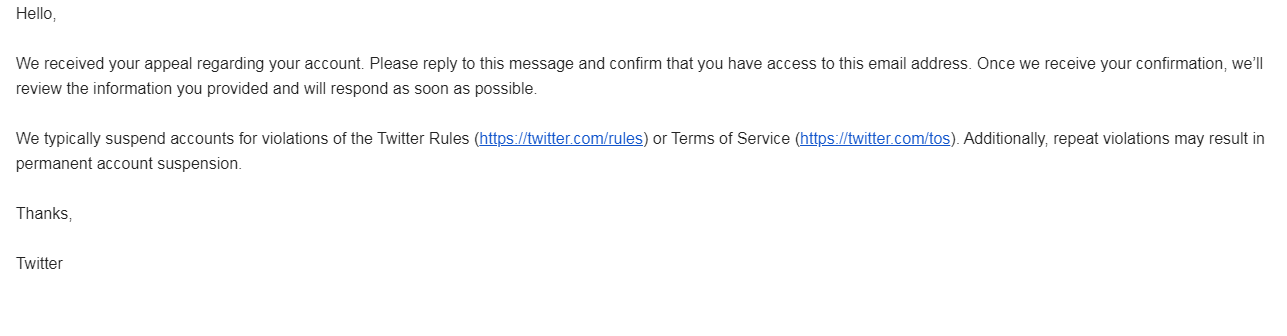 Hello,
We received your appeal regarding your account. Please reply to this message and confirm that you have access to this email address. Once we receive your confirmation, we’ll
review the information you provided and will respond as soon as possible.
We typically suspend accounts for violations of the Twitter Rules (https://twitter.com/rules) or Terms of Service (https://twitter.com/tos). Additionally, repeat violations may result in
permanent account suspension.
Thanks,
Twitter